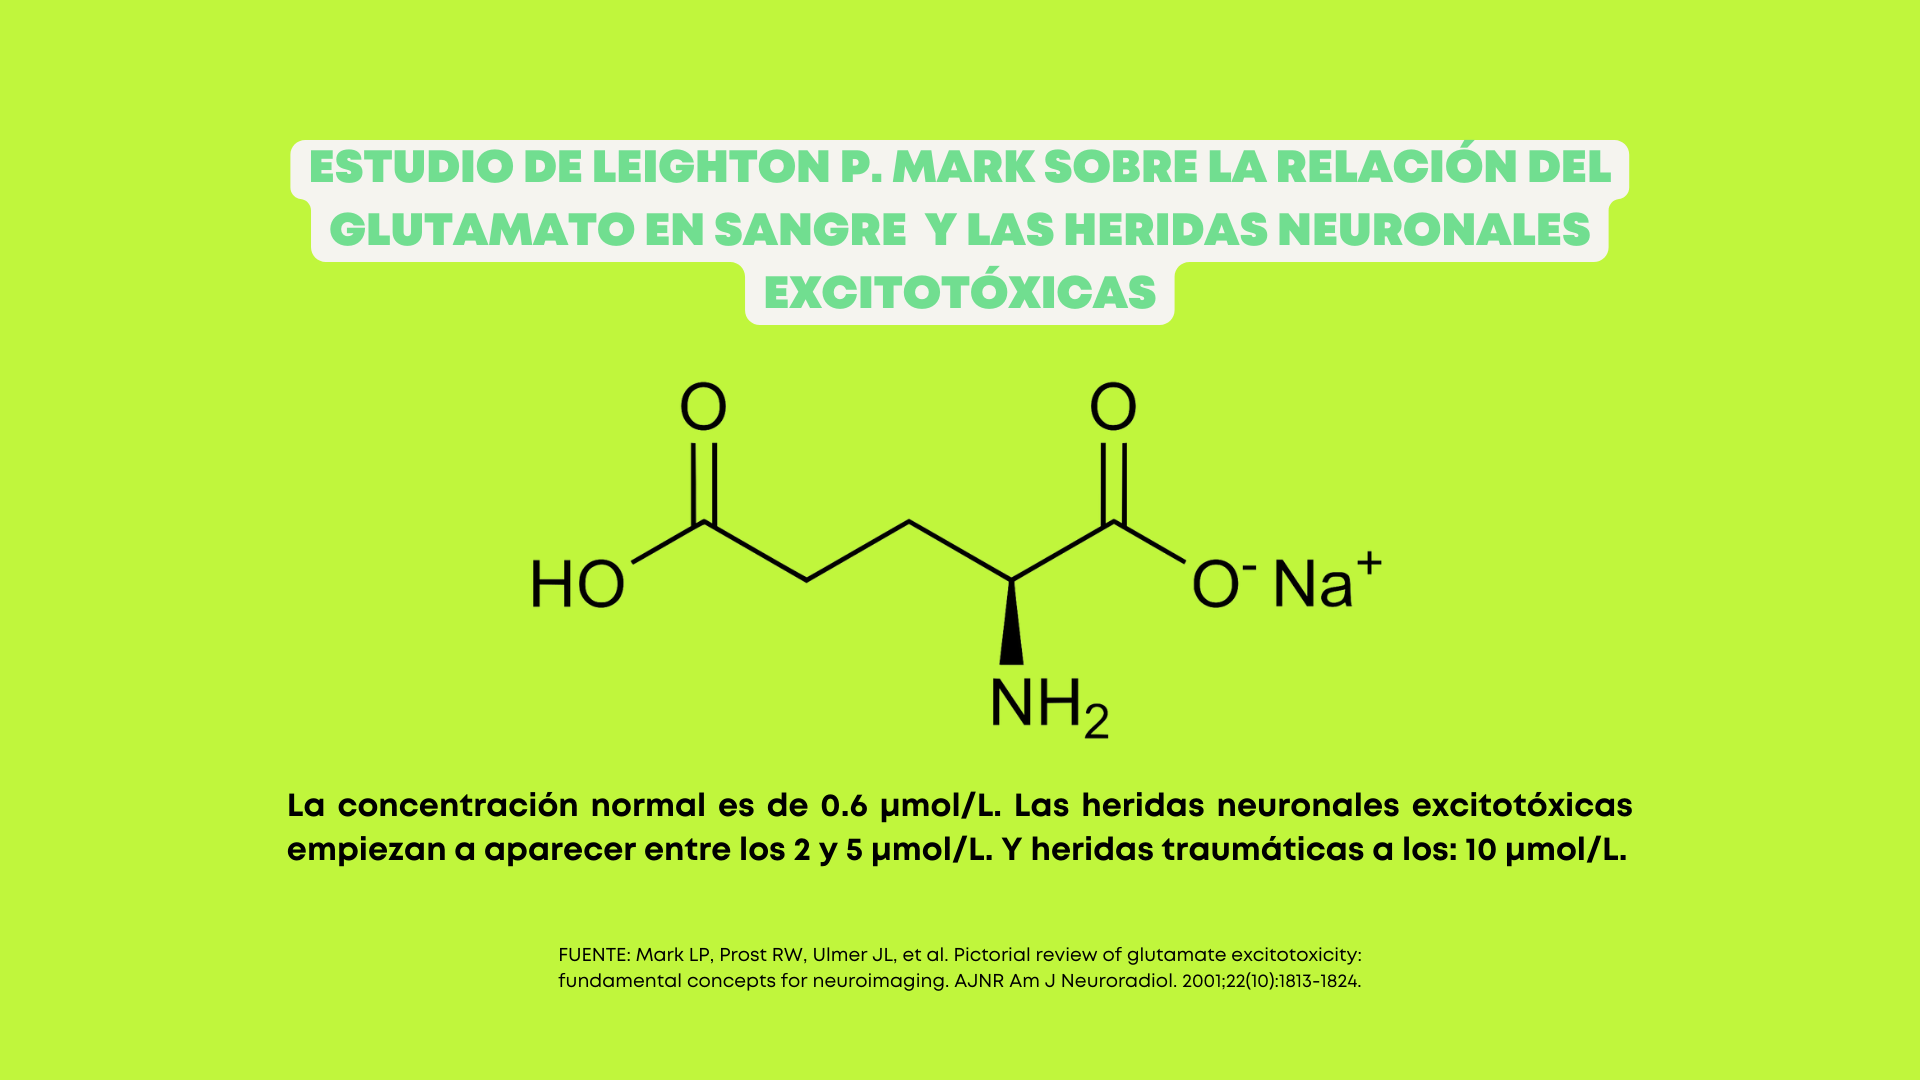 ESTUDIO DE LEIGHTON P. MARK SOBRE LA RELACIÓN DEL
GLUTAMATO EN SANGRE Y LAS HERIDAS NEURONALES
EXCITOTÓXICAS
O O
HO O⁻ Na⁺
NH₂
La concentración normal es de 0.6 µmol/L. Las heridas neuronales excitotóxicas
empiezan a aparecer entre los 2 y 5 µmol/L. Y heridas traumáticas a los: 10 µmol/L.
FUENTE: Mark LP, Prost RW, Ulmer JL, et al. Pictorial review of glutamate excitotoxicity:
fundamental concepts for neuroimaging. AJNR Am J Neuroradiol. 2001;22(10):1813-1824.